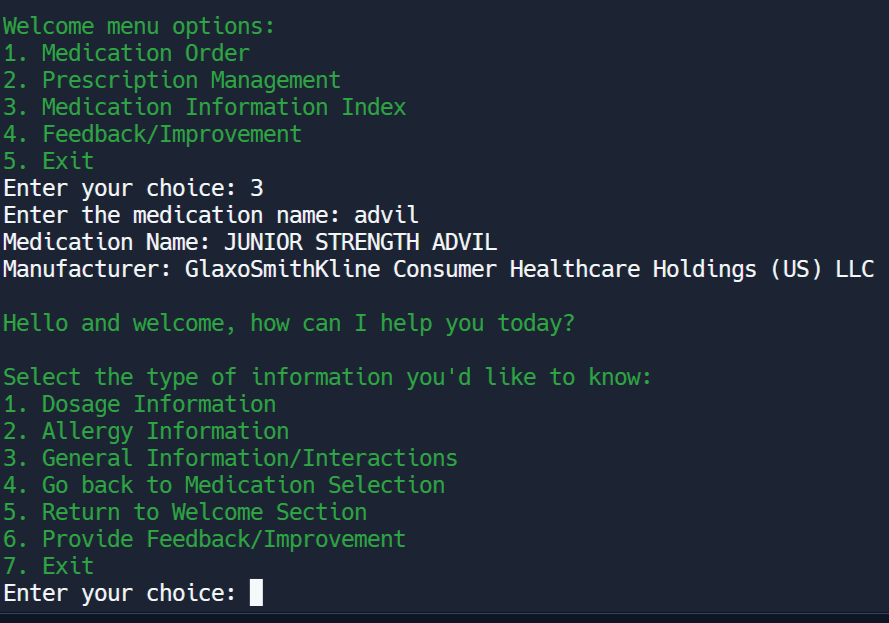 Welcome menu options:
1. Medication Order
2. Prescription Management
3. Medication Information Index
4. Feedback/Improvement
5. Exit
Enter your choice: 3
Enter the medication name: advil
Medication Name: JUNIOR STRENGTH ADVIL
Manufacturer: GlaxoSmithKline Consumer Healthcare Holdings (US) LLC
Hello and welcome, how can I help you today?
Select the type of information you'd like to know:
1. Dosage Information
2. Allergy Information
3. General Information/Interactions
4. Go back to Medication Selection
5. Return to Welcome Section
6. Provide Feedback/Improvement
7. Exit
Enter your choice: